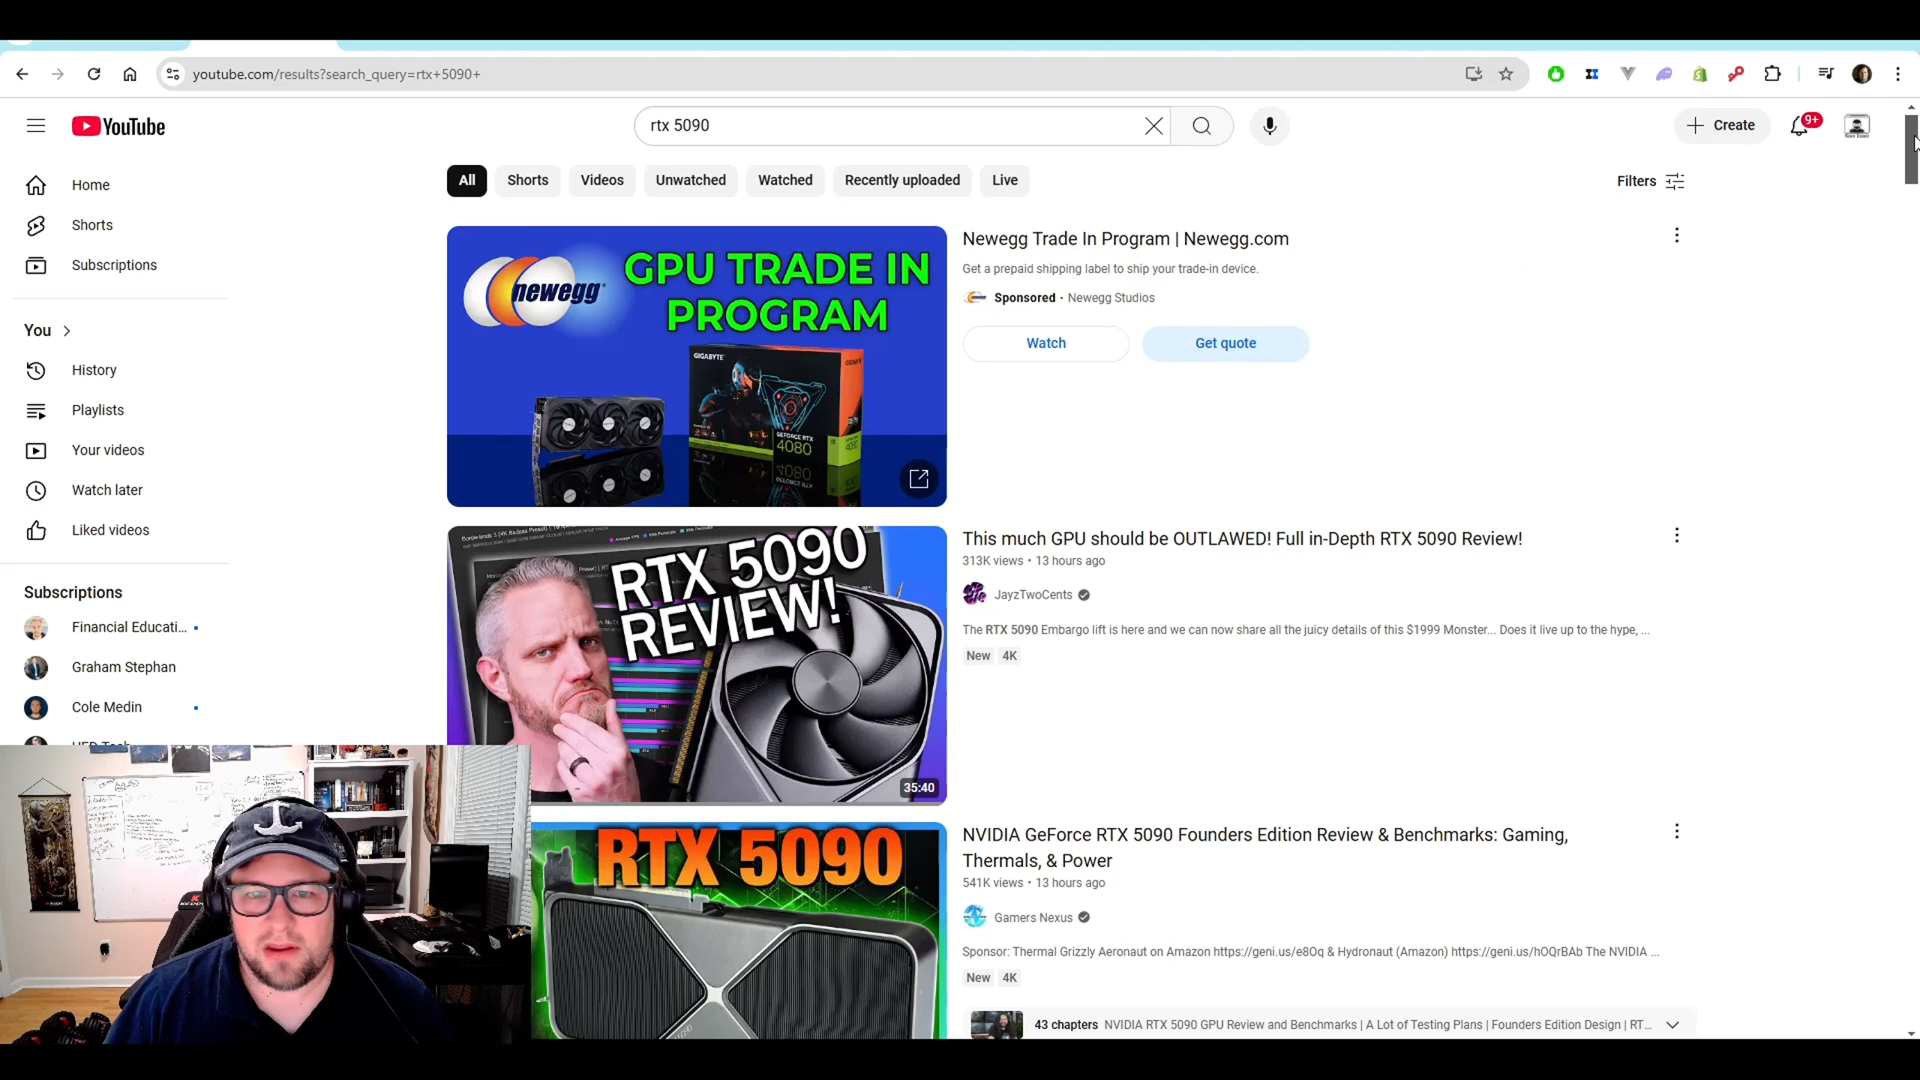 youtube.com/results?search_query=rtx+5090+
YouTube
rtx 5090
Create
9+
All
Shorts
Videos
Unwatched
Watched
Recently uploaded
Live
Filters
Home
Shorts
Subscriptions
You
History
Playlists
Your videos
Watch later
Liked videos
Subscriptions
Financial Educati...
Graham Stephan
Cole Medin
newegg
GPU TRADE IN
PROGRAM
GIGABYTE
GEFORCE RTX
4080
Newegg Trade In Program | Newegg.com
Get a prepaid shipping label to ship your trade-in device.
Sponsored · Newegg Studios
Watch
Get quote
RTX 5090
REVIEW!
35:40
This much GPU should be OUTLAWED! Full in-Depth RTX 5090 Review!
313K views • 13 hours ago
JayzTwoCents
The RTX 5090 Embargo lift is here and we can now share all the juicy details of this $1999 Monster... Does it live up to the hype, ...
New 4K
RTX 5090
NVIDIA GeForce RTX 5090 Founders Edition Review & Benchmarks: Gaming,
Thermals, & Power
541K views • 13 hours ago
Gamers Nexus
Sponsor: Thermal Grizzly Aeronaut on Amazon https://geni.us/e8Oq & Hydronaut (Amazon) https://geni.us/hOQrBAb The NVIDIA ...
New 4K
43 chapters NVIDIA RTX 5090 GPU Review and Benchmarks | A Lot of Testing Plans | Founders Edition Design | RT...